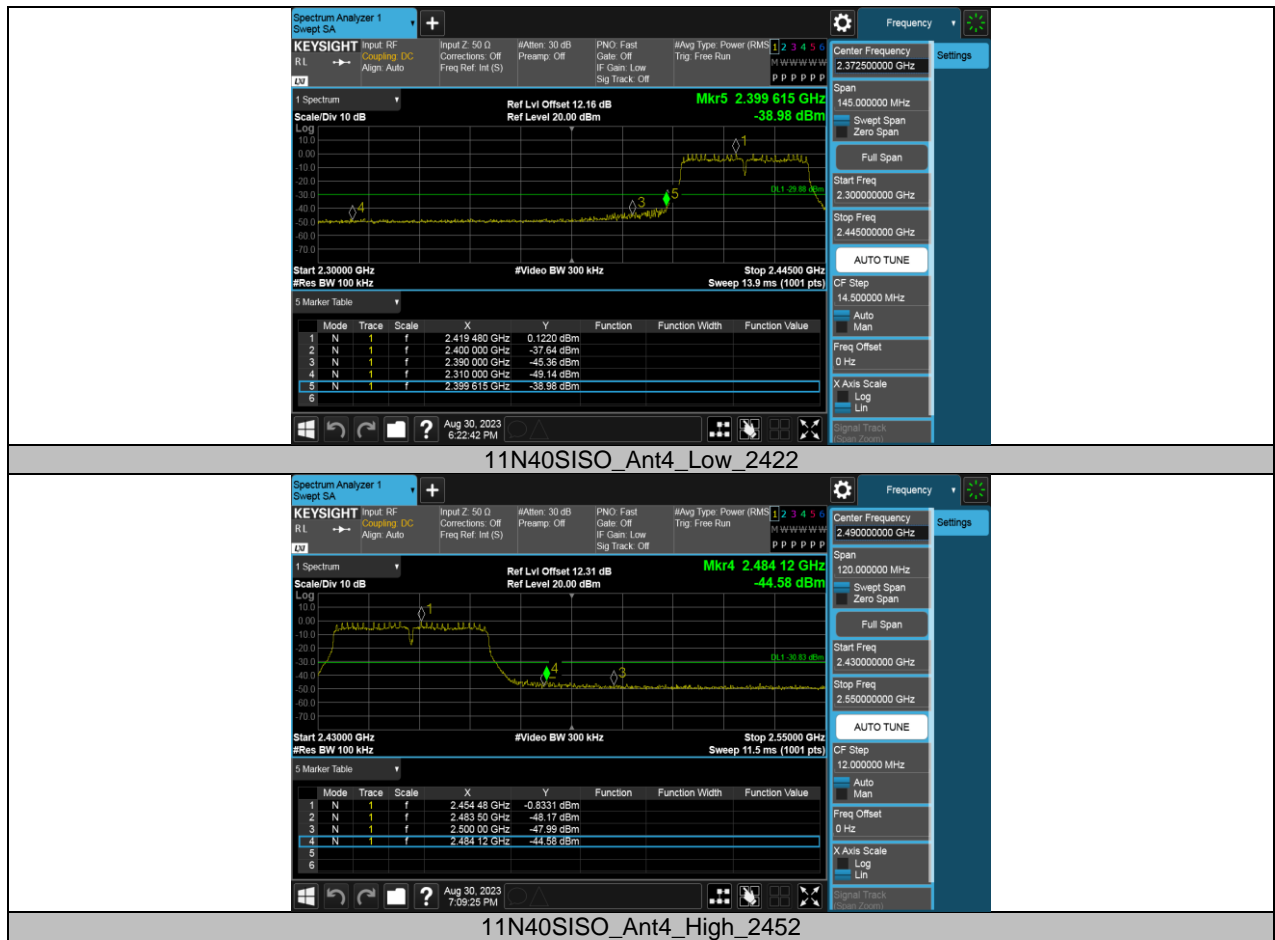 Spectrum Analyzer 1
Swept SA
+
Frequency
KEYSIGHT
RL
LXI
Input: RF
Coupling: DC
Align: Auto
Input Z: 50 Ω
Corrections: Off
Freq Ref: Int (S)
#Atten: 30 dB
Preamp: Off
PNO: Fast
Gate: Off
IF Gain: Low
Sig Track: Off
#Avg Type: Power (RMS
Trig: Free Run
1 2 3 4 5 6
M W W W W W
P P P P P P
Center Frequency
2.372500000 GHz
Settings
1 Spectrum
Scale/Div 10 dB
Ref Lvl Offset 12.16 dB
Ref Level 20.00 dBm
Mkr5 2.399 615 GHz
-38.98 dBm
Span
145.000000 MHz
Swept Span
Zero Span
Full Span
Start Freq
2.300000000 GHz
Stop Freq
2.445000000 GHz
AUTO TUNE
CF Step
14.500000 MHz
Auto
Man
Freq Offset
0 Hz
X Axis Scale
Log
Lin
Signal Track
(Span Zoom)
Log
10.0
0.00
-10.0
-20.0
-30.0
-40.0
-50.0
-60.0
-70.0
1
3
4
5
DL1 -29.88 dBm
Start 2.30000 GHz
#Res BW 100 kHz
#Video BW 300 kHz
Stop 2.44500 GHz
Sweep 13.9 ms (1001 pts)
5 Marker Table
Mode Trace Scale X Y Function Function Width Function Value
1 N 1 f 2.419 480 GHz 0.1220 dBm
2 N 1 f 2.400 000 GHz -37.64 dBm
3 N 1 f 2.390 000 GHz -45.36 dBm
4 N 1 f 2.310 000 GHz -49.14 dBm
5 N 1 f 2.399 615 GHz -38.98 dBm
6
?
Aug 30, 2023
6:22:42 PM
11N40SISO_Ant4_Low_2422
Spectrum Analyzer 1
Swept SA
+
Frequency
KEYSIGHT
RL
LXI
Input: RF
Coupling: DC
Align: Auto
Input Z: 50 Ω
Corrections: Off
Freq Ref: Int (S)
#Atten: 30 dB
Preamp: Off
PNO: Fast
Gate: Off
IF Gain: Low
Sig Track: Off
#Avg Type: Power (RMS
Trig: Free Run
1 2 3 4 5 6
M W W W W W
P P P P P P
Center Frequency
2.490000000 GHz
Settings
1 Spectrum
Scale/Div 10 dB
Ref Lvl Offset 12.31 dB
Ref Level 20.00 dBm
Mkr4 2.484 12 GHz
-44.58 dBm
Span
120.000000 MHz
Swept Span
Zero Span
Full Span
Start Freq
2.430000000 GHz
Stop Freq
2.550000000 GHz
AUTO TUNE
CF Step
12.000000 MHz
Auto
Man
Freq Offset
0 Hz
X Axis Scale
Log
Lin
Signal Track
(Span Zoom)
Log
10.0
0.00
-10.0
-20.0
-30.0
-40.0
-50.0
-60.0
-70.0
1
4
3
DL1 -30.83 dBm
Start 2.43000 GHz
#Res BW 100 kHz
#Video BW 300 kHz
Stop 2.55000 GHz
Sweep 11.5 ms (1001 pts)
5 Marker Table
Mode Trace Scale X Y Function Function Width Function Value
1 N 1 f 2.454 48 GHz -0.8331 dBm
2 N 1 f 2.483 50 GHz -48.17 dBm
3 N 1 f 2.500 00 GHz -47.99 dBm
4 N 1 f 2.484 12 GHz -44.58 dBm
5
6
?
Aug 30, 2023
7:09:25 PM
11N40SISO_Ant4_High_2452